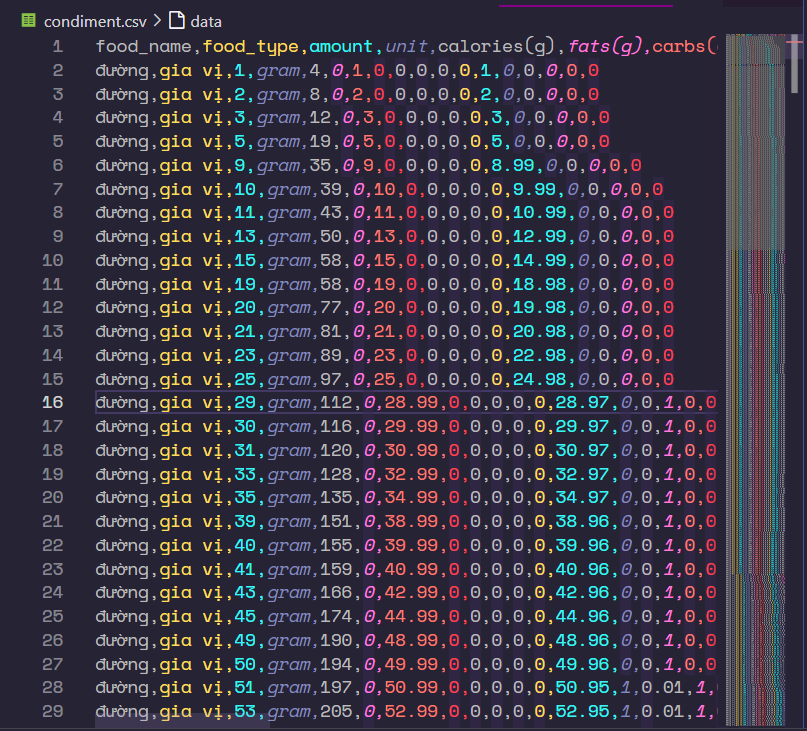 condiment.csv > data
1 food_name,food_type,amount,unit,calories(g),fats(g),carbs(
2 đường,gia vị,1,gram,4,0,1,0,0,0,0,0,1,0,0,0,0,0
3 đường,gia vị,2,gram,8,0,2,0,0,0,0,0,2,0,0,0,0,0
4 đường,gia vị,3,gram,12,0,3,0,0,0,0,0,3,0,0,0,0,0
5 đường,gia vị,5,gram,19,0,5,0,0,0,0,0,5,0,0,0,0,0
6 đường,gia vị,9,gram,35,0,9,0,0,0,0,0,8.99,0,0,0,0,0
7 đường,gia vị,10,gram,39,0,10,0,0,0,0,0,9.99,0,0,0,0,0
8 đường,gia vị,11,gram,43,0,11,0,0,0,0,0,10.99,0,0,0,0,0
9 đường,gia vị,13,gram,50,0,13,0,0,0,0,0,12.99,0,0,0,0,0
10 đường,gia vị,15,gram,58,0,15,0,0,0,0,0,14.99,0,0,0,0,0
11 đường,gia vị,19,gram,58,0,19,0,0,0,0,0,18.98,0,0,0,0,0
12 đường,gia vị,20,gram,77,0,20,0,0,0,0,0,19.98,0,0,0,0,0
13 đường,gia vị,21,gram,81,0,21,0,0,0,0,0,20.98,0,0,0,0,0
14 đường,gia vị,23,gram,89,0,23,0,0,0,0,0,22.98,0,0,0,0,0
15 đường,gia vị,25,gram,97,0,25,0,0,0,0,0,24.98,0,0,0,0,0
16 đường,gia vị,29,gram,112,0,28.99,0,0,0,0,0,28.97,0,0,1,0,0
17 đường,gia vị,30,gram,116,0,29.99,0,0,0,0,0,29.97,0,0,1,0,0
18 đường,gia vị,31,gram,120,0,30.99,0,0,0,0,0,30.97,0,0,1,0,0
19 đường,gia vị,33,gram,128,0,32.99,0,0,0,0,0,32.97,0,0,1,0,0
20 đường,gia vị,35,gram,135,0,34.99,0,0,0,0,0,34.97,0,0,1,0,0
21 đường,gia vị,39,gram,151,0,38.99,0,0,0,0,0,38.96,0,0,1,0,0
22 đường,gia vị,40,gram,155,0,39.99,0,0,0,0,0,39.96,0,0,1,0,0
23 đường,gia vị,41,gram,159,0,40.99,0,0,0,0,0,40.96,0,0,1,0,0
24 đường,gia vị,43,gram,166,0,42.99,0,0,0,0,0,42.96,0,0,1,0,0
25 đường,gia vị,45,gram,174,0,44.99,0,0,0,0,0,44.96,0,0,1,0,0
26 đường,gia vị,49,gram,190,0,48.99,0,0,0,0,0,48.96,0,0,1,0,0
27 đường,gia vị,50,gram,194,0,49.99,0,0,0,0,0,49.96,0,0,1,0,0
28 đường,gia vị,51,gram,197,0,50.99,0,0,0,0,0,50.95,1,0.01,1,
29 đường,gia vị,53,gram,205,0,52.99,0,0,0,0,0,52.95,1,0.01,1,